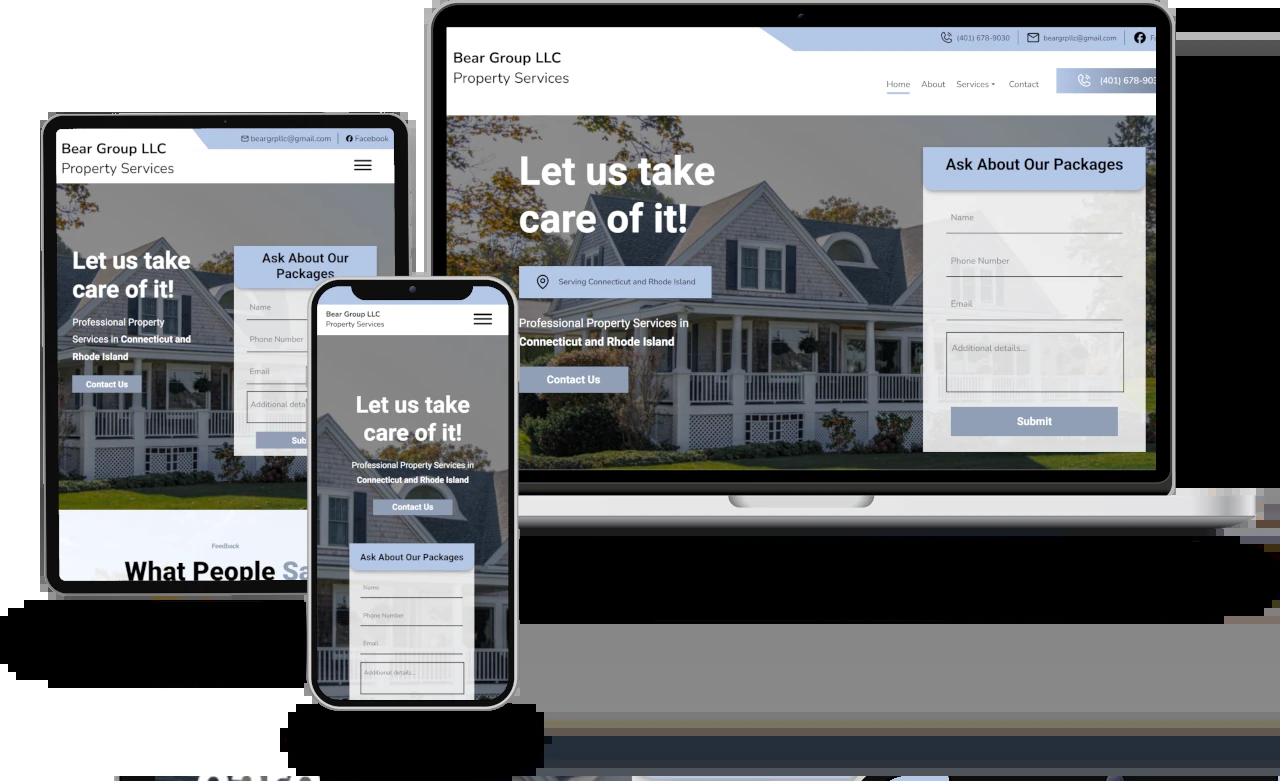 Bear Group LLC
Property Services
(401) 678-9030
beargrpllc@gmail.com
Home
About
Services
Contact
(401) 678-903
Let us take
care of it!
Serving Connecticut and Rhode Island
Professional Property Services in
Connecticut and Rhode Island
Contact Us
Ask About Our Packages
Name
Phone Number
Email
Additional details...
Submit
Bear Group LLC
Property Services
beargrpllc@gmail.com
Facebook
Let us take
care of it!
Professional Property
Services in Connecticut and
Rhode Island
Contact Us
Ask About Our
Packages
Name
Phone Number
Email
Additional detai
Sub
Feedback
What People Sa
Bear Group LLC
Property Services
Let us take
care of it!
Professional Property Services in
Connecticut and Rhode Island
Contact Us
Ask About Our Packages
Name
Phone Number
Email
Additional details...